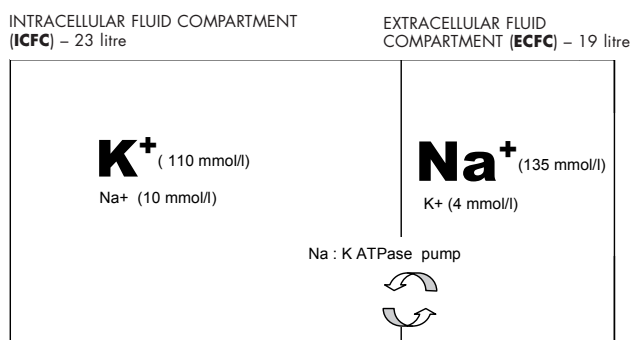 INTRACELLULAR FLUID COMPARTMENT
(ICFC) – 23 litre
EXTRACELLULAR FLUID
COMPARTMENT (ECFC) – 19 litre
K+ ( 110 mmol/l)
Na+ (10 mmol/l)
Na+ (135 mmol/l)
K+ (4 mmol/l)
Na : K ATPase pump